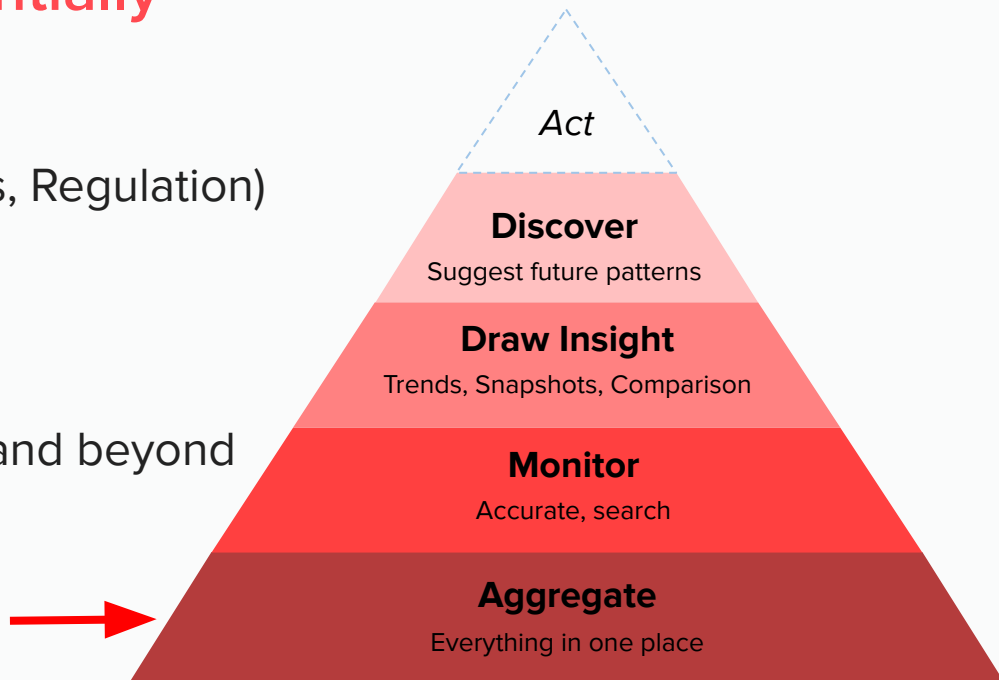 s, Regulation)
and beyond
Act
Discover
Suggest future patterns
Draw Insight
Trends, Snapshots, Comparison
Monitor
Accurate, search
Aggregate
Everything in one place